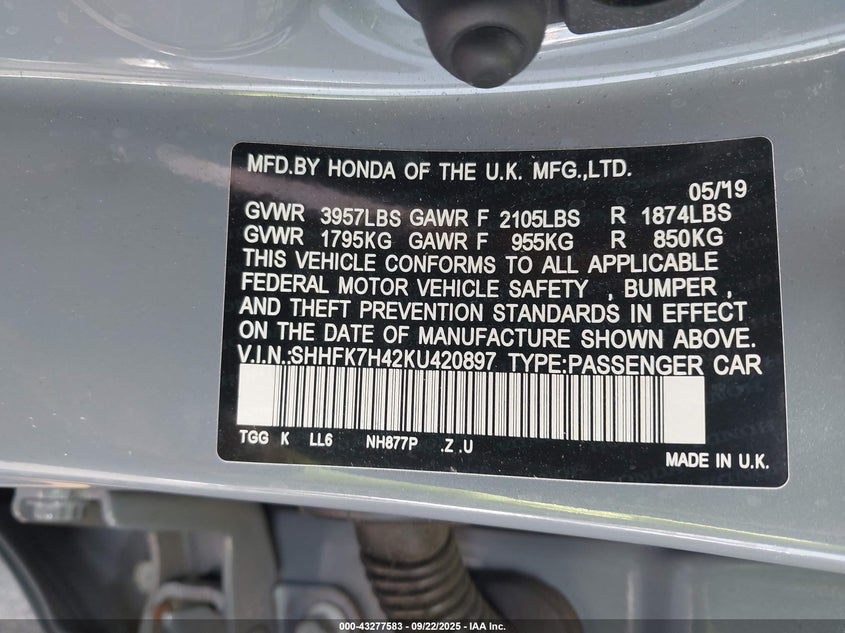 MFD.BY HONDA OF THE U.K. MFG.,LTD.
05/19
GVWR 3957LBS GAWR F 2105LBS R 1874LBS
GVWR 1795KG GAWR F 955KG R 850KG
THIS VEHICLE CONFORMS TO ALL APPLICABLE
FEDERAL MOTOR VEHICLE SAFETY , BUMPER ,
AND THEFT PREVENTION STANDARDS IN EFFECT
ON THE DATE OF MANUFACTURE SHOWN ABOVE.
V.I.N.:SHHFK7H42KU420897 TYPE:PASSENGER CAR
TGG K LL6 NH877P .Z .U
MADE IN U.K.
000-43277583 - 09/22/2025 - IAA Inc.